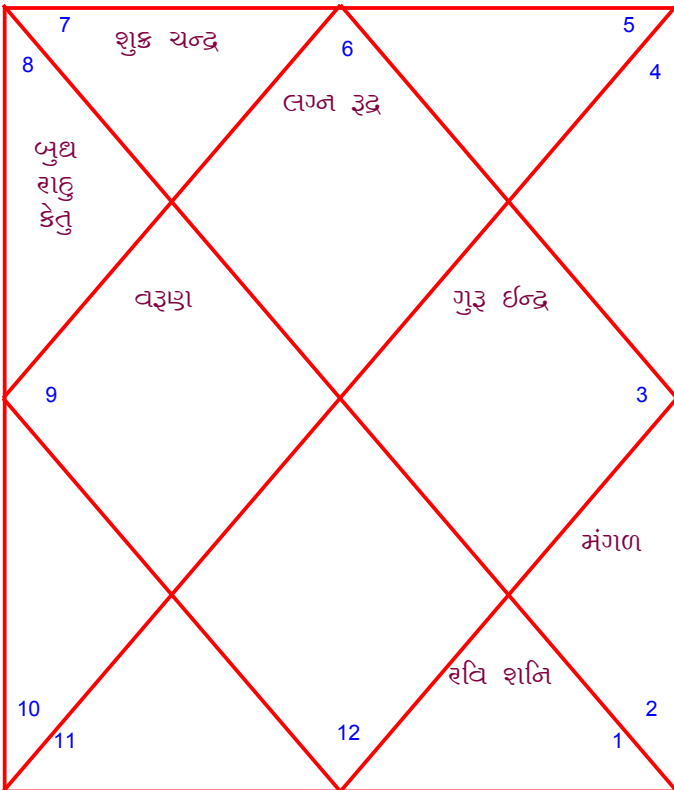 7
શુક્ર ચન્દ્ર
6
5
8
4
લગ્ન રૂદ્ર
બુધ
રાહુ
કેતુ
વરૂણ
ગુરૂ ઈન્દ્ર
9
3
મંગળ
રવિ શનિ
10
2
11
12
1